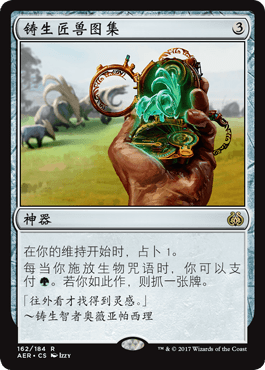 铸生匠兽图集 3
神器
在你的维持开始时，占卜1。
每当你施放生物咒语时，你可以支
付。若你如此作，则抓一张牌。
「往外看才找得到灵感。」
～铸生智者奥薇亚帕西理
162/184 R
AER • CS Izzy
™ & © 2017 Wizards of the Coast